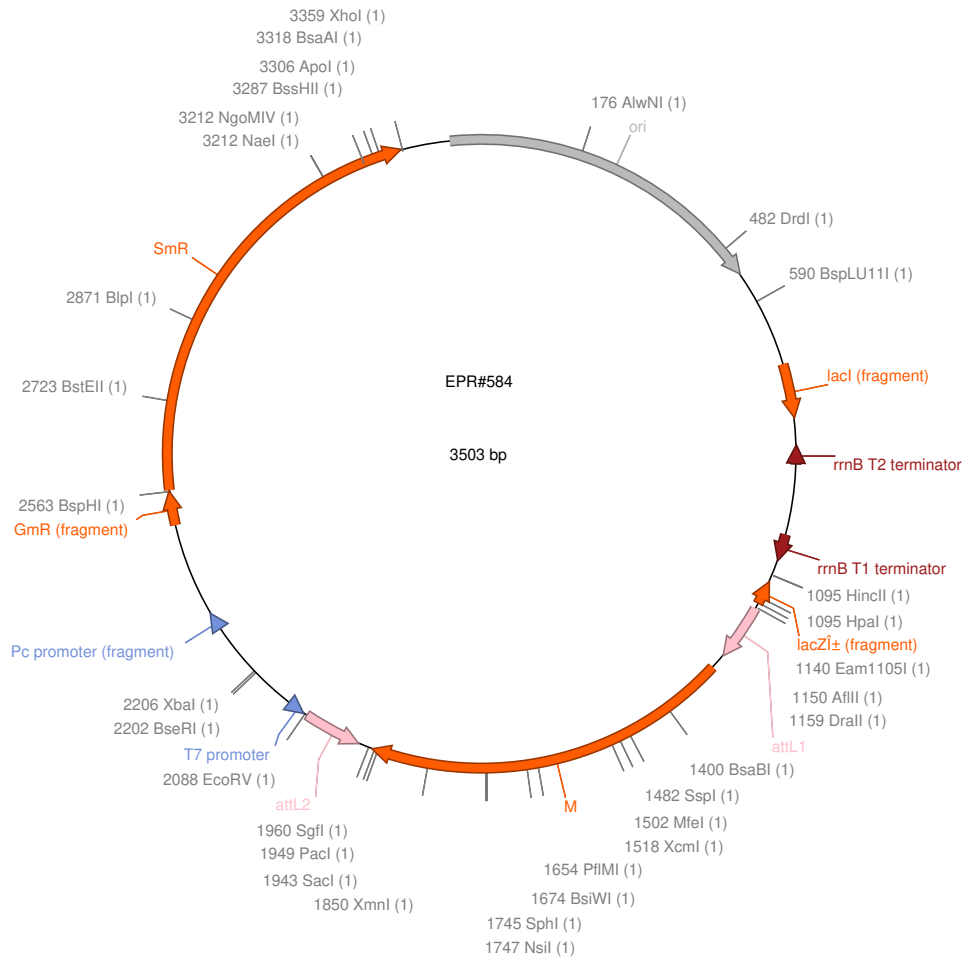 3359 XhoI (1)
3318 BsaAI (1)
3306 ApoI (1)
3287 BssHII (1)
3212 NgoMIV (1)
3212 NaeI (1)
176 AlwNI (1)
ori
482 DrdI (1)
590 BspLU11I (1)
SmR
2871 BlpI (1)
2723 BstEII (1)
EPR#584
3503 bp
lacI (fragment)
rrnB T2 terminator
2563 BspHI (1)
GmR (fragment)
rrnB T1 terminator
1095 HincII (1)
1095 HpaI (1)
lacZÎ± (fragment)
1140 Eam1105I (1)
1150 AflII (1)
1159 DraII (1)
attL1
Pc promoter (fragment)
2206 XbaI (1)
2202 BseRI (1)
T7 promoter
2088 EcoRV (1)
attL2
1960 SgfI (1)
1949 PacI (1)
1943 SacI (1)
1850 XmnI (1)
M
1400 BsaBI (1)
1482 SspI (1)
1502 MfeI (1)
1518 XcmI (1)
1654 PflMI (1)
1674 BsiWI (1)
1745 SphI (1)
1747 NsiI (1)